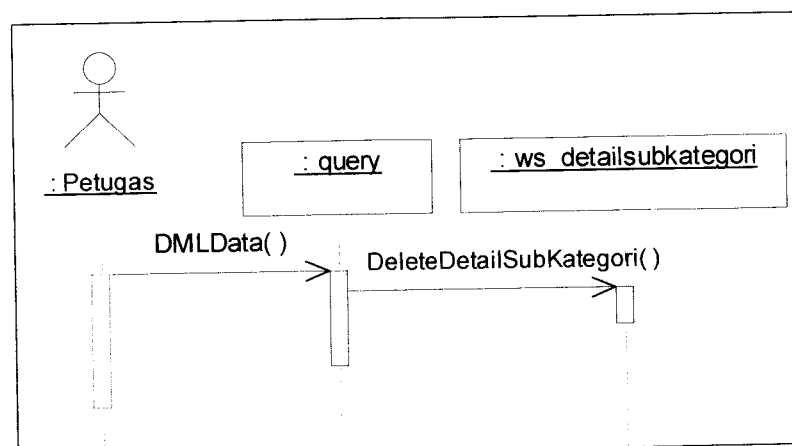 : Petugas
: query
: ws_detailsubkategori
DMLData( )
DeleteDetailSubKategori( )